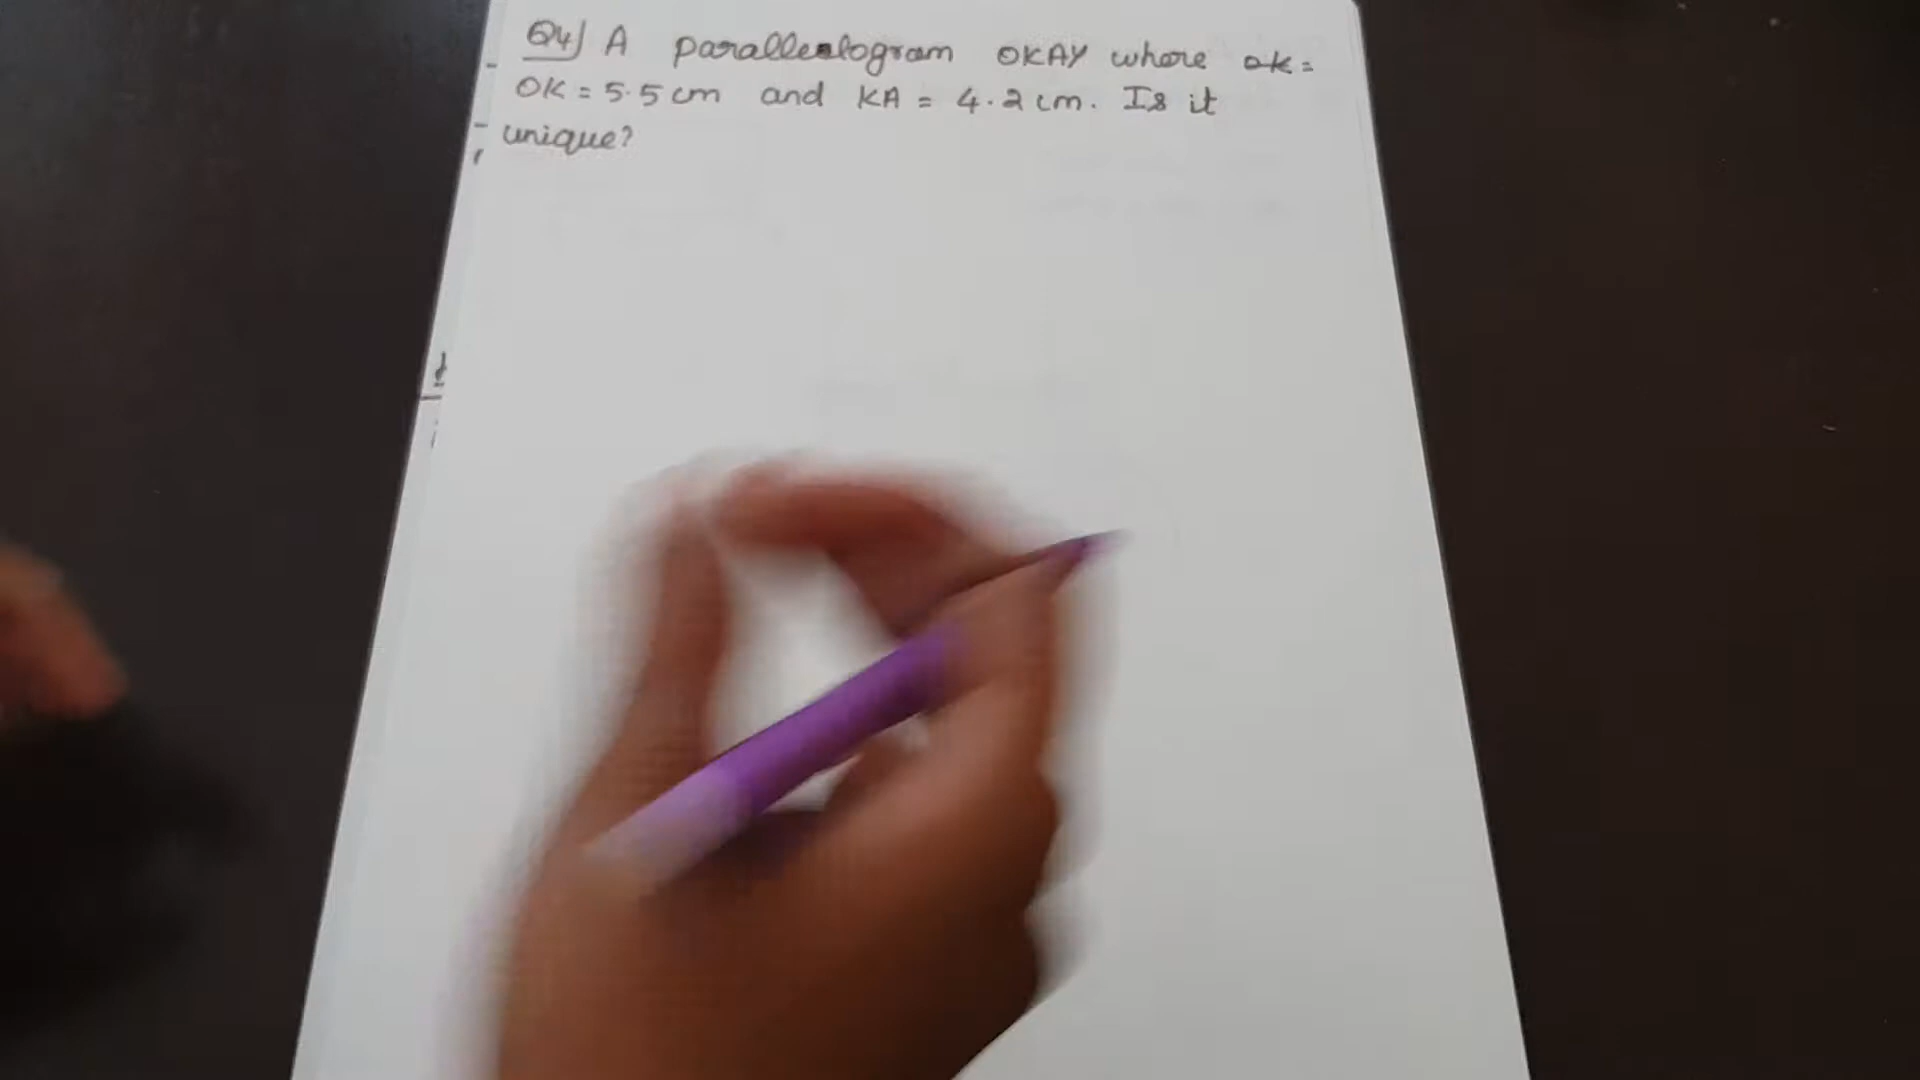 Q4) A parallelogram OKAY where ok=
OK = 5.5 cm and KA = 4.2 cm. Is it
unique?